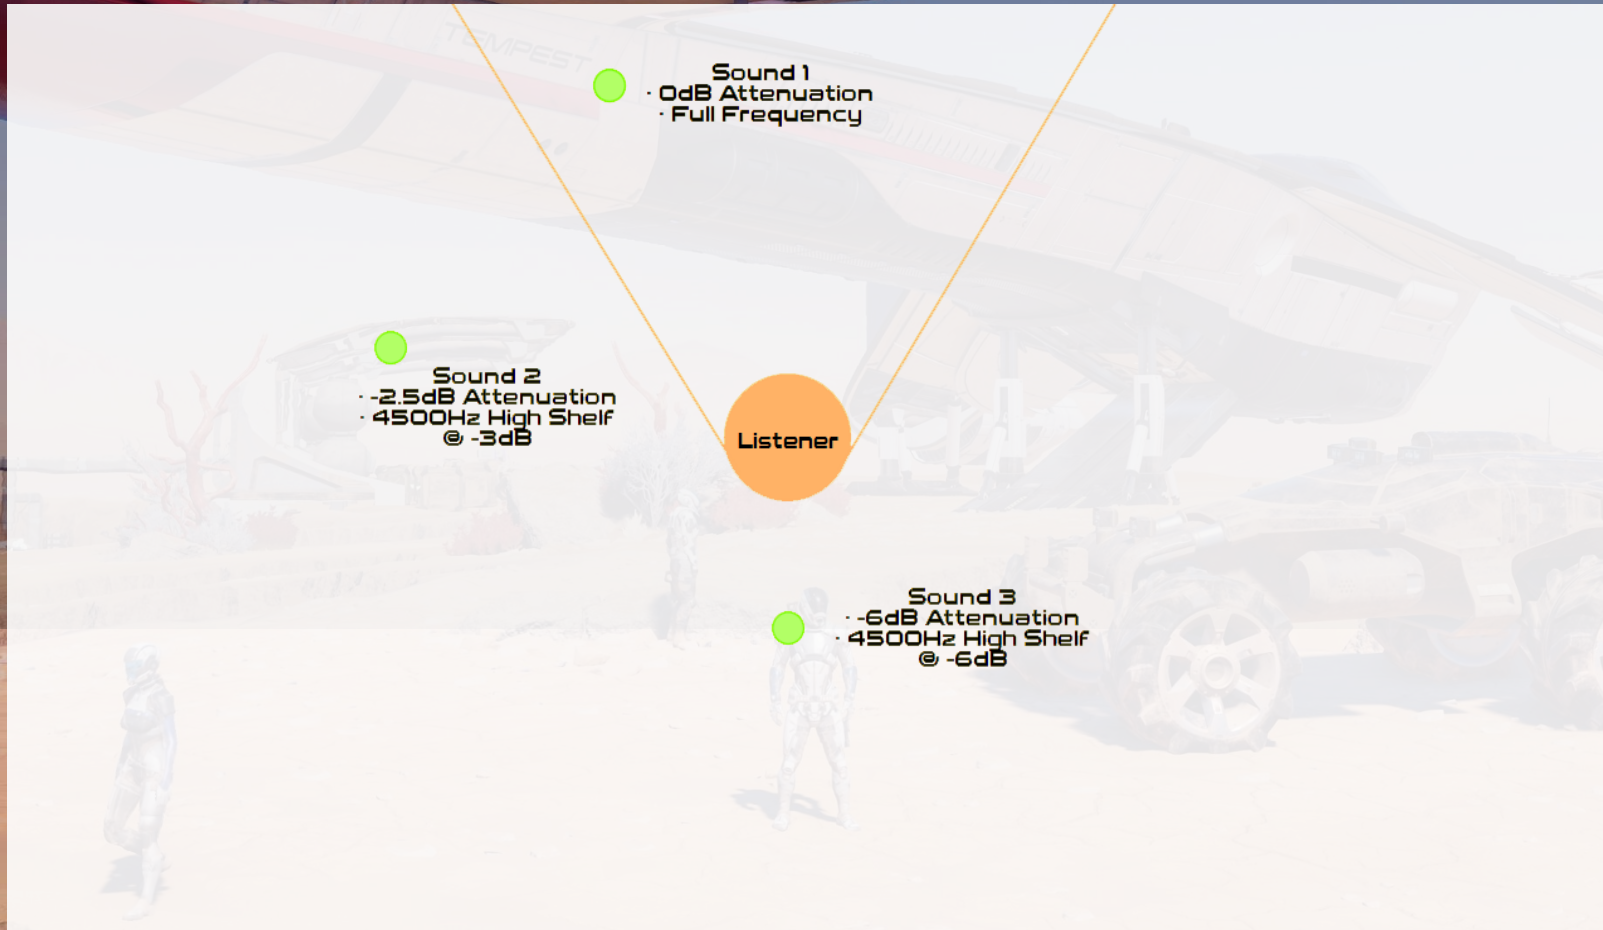 TEMPEST
Sound 1
· 0dB Attenuation
· Full Frequency
Sound 2
· -2.5dB Attenuation
· 4500Hz High Shelf
@ -3dB
Listener
Sound 3
· -6dB Attenuation
· 4500Hz High Shelf
@ -6dB